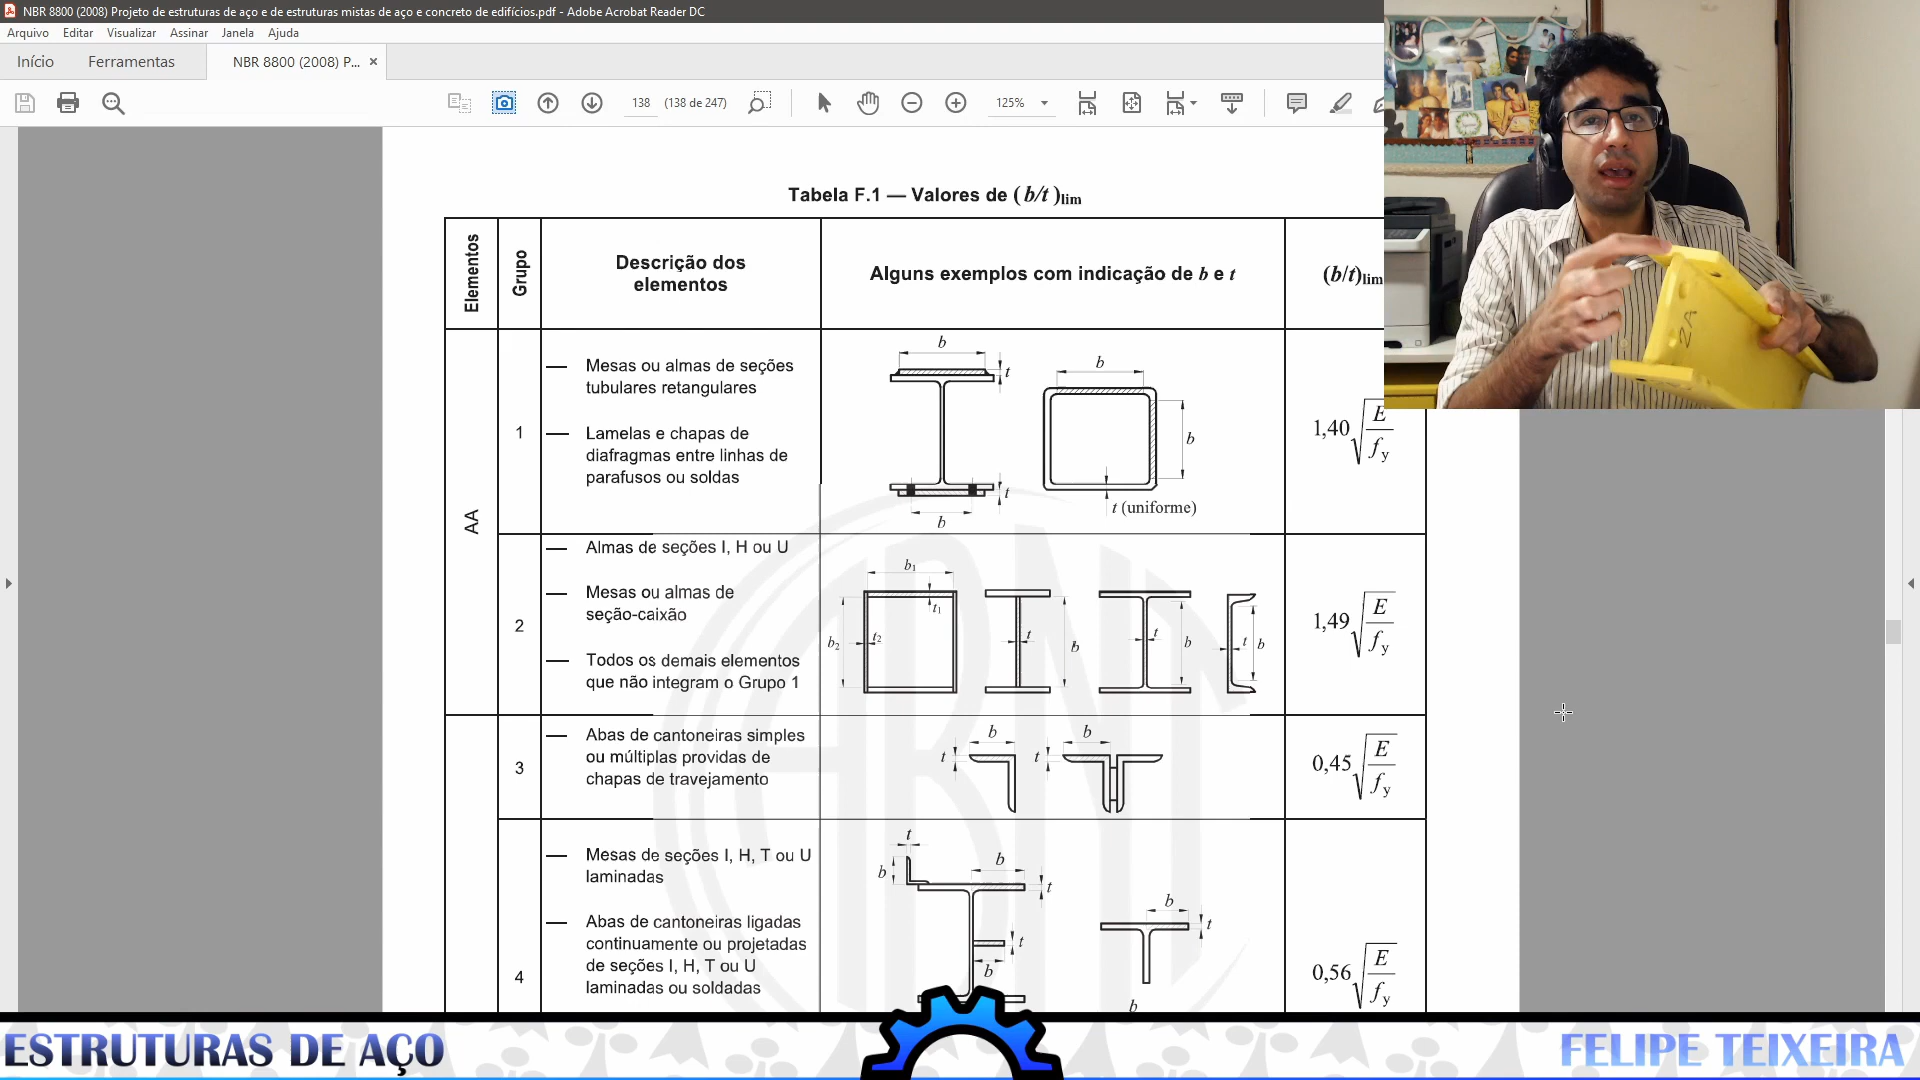 NBR 8800 (2008) Projeto de estruturas de aço e de estruturas mistas de aço e concreto de edifícios.pdf - Adobe Acrobat Reader DC
Arquivo Editar Visualizar Assinar Janela Ajuda
Início Ferramentas NBR 8800 (2008) P... ×
138 (138 de 247) 125%
Tabela F.1 — Valores de (b/t)lim
Elementos
Grupo
Descrição dos
elementos
Alguns exemplos com indicação de b e t
(b/t)lim
AA
1
— Mesas ou almas de seções
tubulares retangulares
— Lamelas e chapas de
diafragmas entre linhas de
parafusos ou soldas
b
t
t
b
b
b
t (uniforme)
1,40 √ E
fy
2
— Almas de seções I, H ou U
— Mesas ou almas de
seção-caixão
— Todos os demais elementos
que não integram o Grupo 1
b1
t1
b2 t2
t b
t b
t b
1,49 √ E
fy
3
— Abas de cantoneiras simples
ou múltiplas providas de
chapas de travejamento
b
t
b
t
0,45 √ E
fy
4
— Mesas de seções I, H, T ou U
laminadas
— Abas de cantoneiras ligadas
continuamente ou projetadas
de seções I, H, T ou U
laminadas ou soldadas
t
b
b
t
t
b
b
t
b
0,56 √ E
fy
ABNT
2A
ESTRUTURAS DE AÇO
FELIPE TEIXEIRA